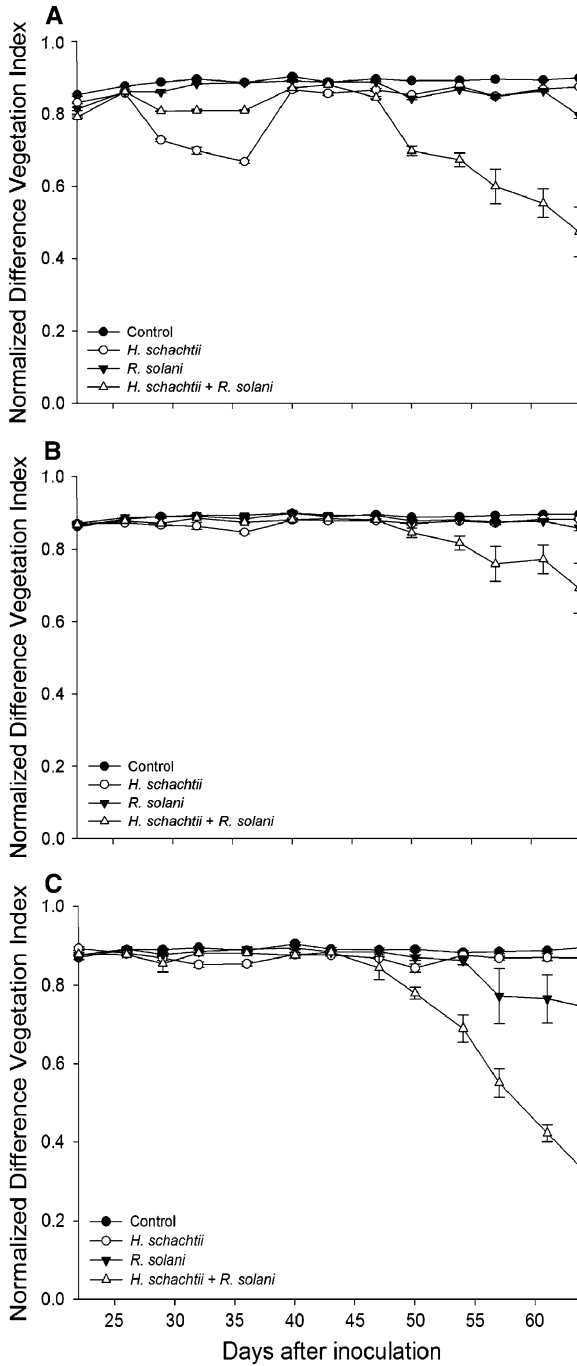 A
Normalized Difference Vegetation Index
1.0
0.8
0.6
0.4
0.2
0.0
Control
H. schachtii
R. solani
H. schachtii + R. solani
B
Normalized Difference Vegetation Index
1.0
0.8
0.6
0.4
0.2
0.0
Control
H. schachtii
R. solani
H. schachtii + R. solani
C
Normalized Difference Vegetation Index
1.0
0.8
0.6
0.4
0.2
0.0
Control
H. schachtii
R. solani
H. schachtii + R. solani
25 30 35 40 45 50 55 60
Days after inoculation